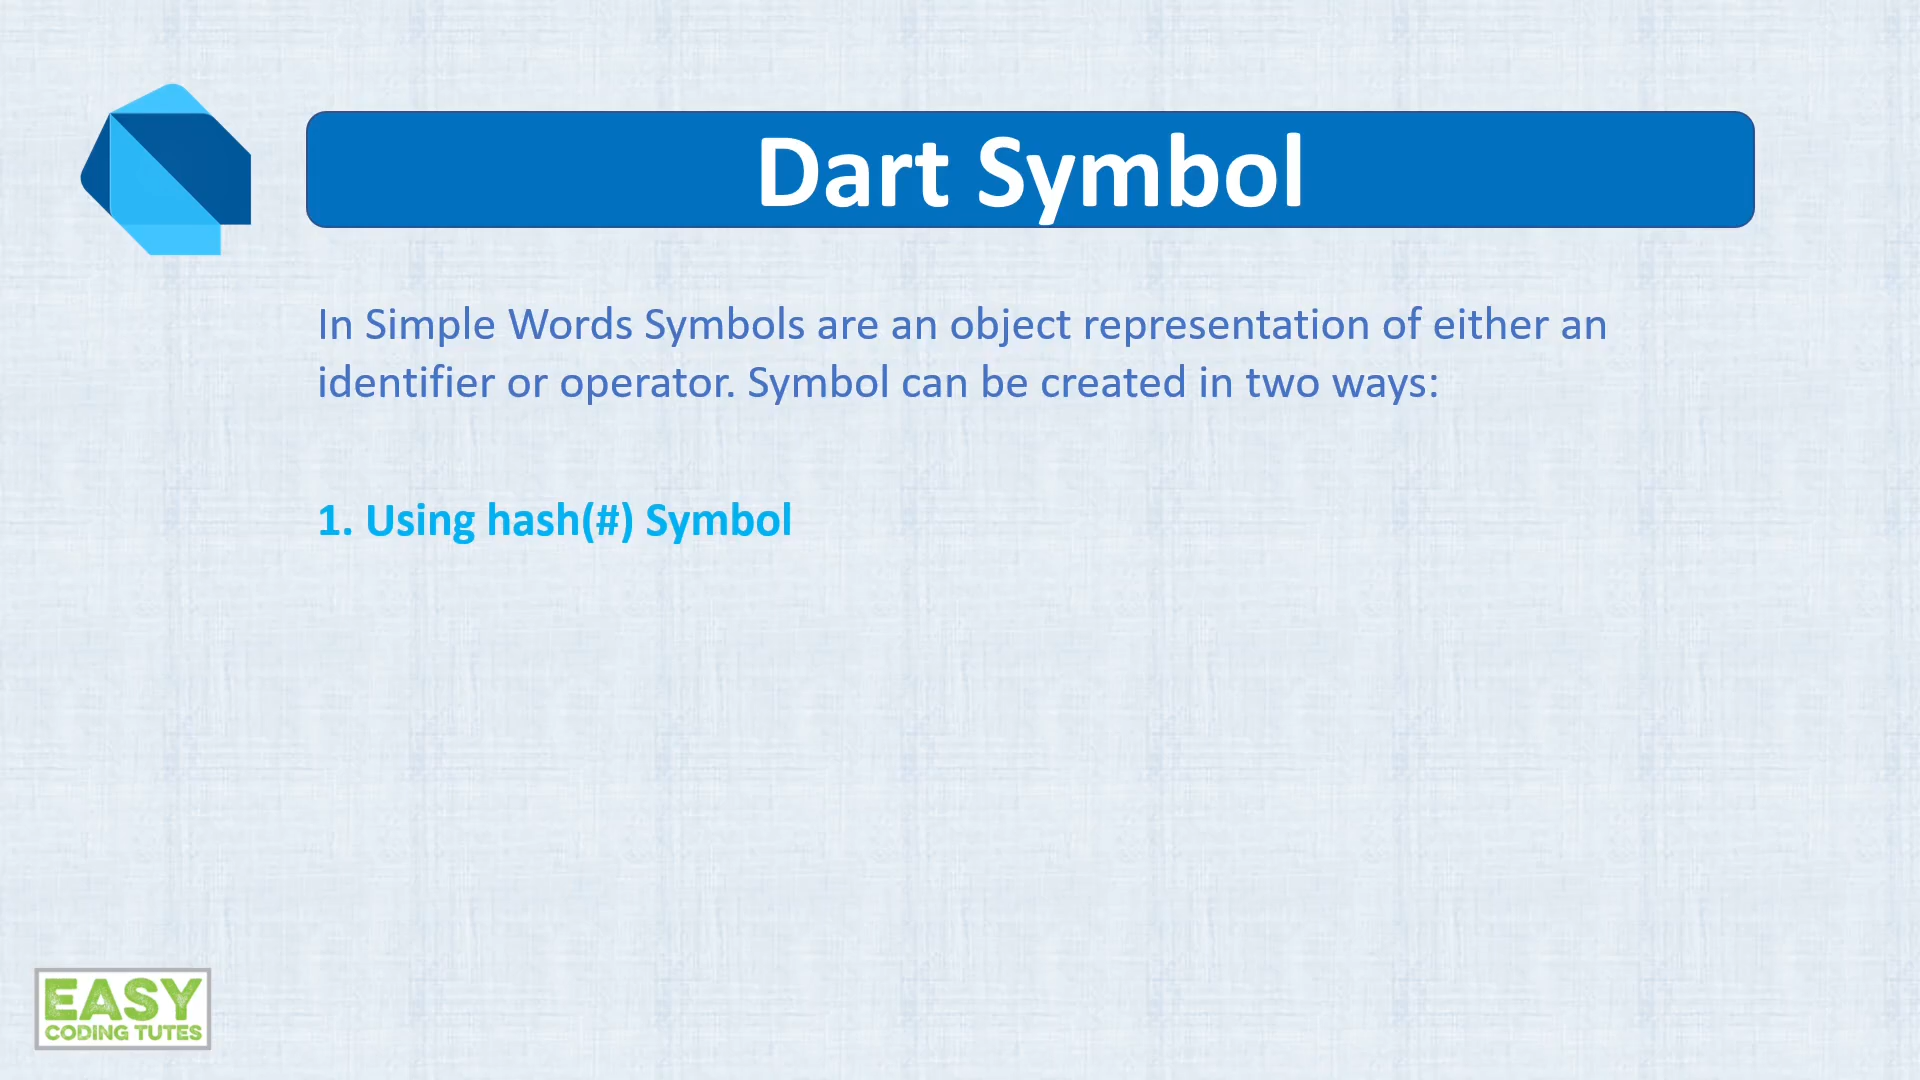 Dart Symbol
In Simple Words Symbols are an object representation of either an
identifier or operator. Symbol can be created in two ways:
1. Using hash(#) Symbol
EASY
CODING TUTES